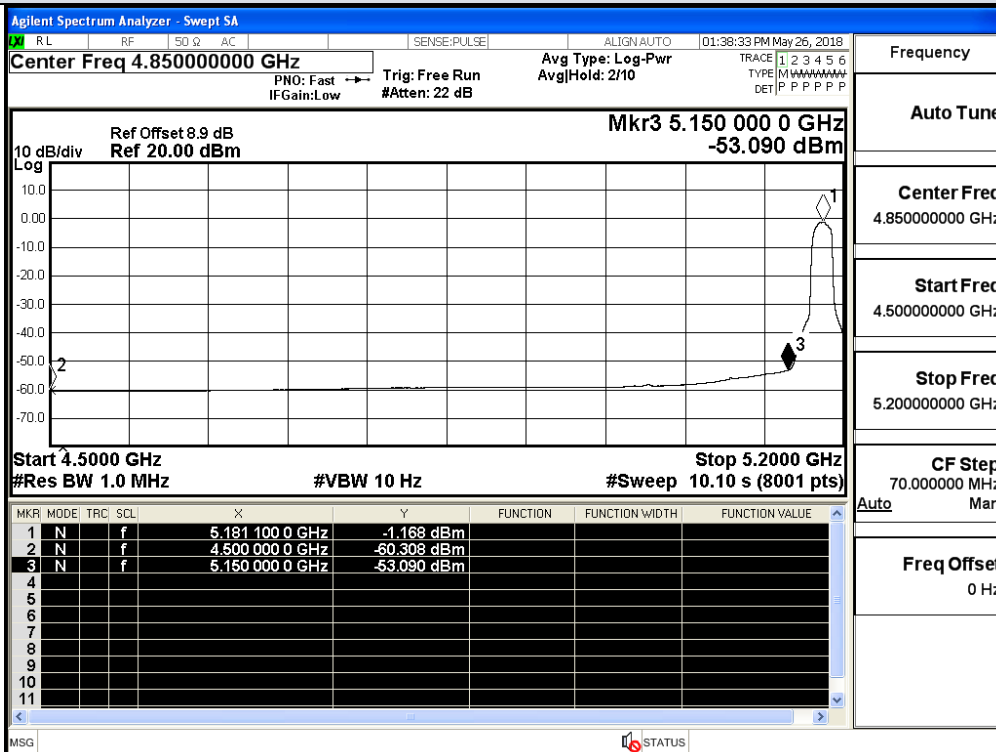 Agilent Spectrum Analyzer - Swept SA
LXI RL RF 50 Ω AC SENSE:PULSE ALIGN AUTO 01:38:33 PM May 26, 2018
Center Freq 4.850000000 GHz
PNO: Fast
IFGain:Low
Trig: Free Run
#Atten: 22 dB
Avg Type: Log-Pwr
Avg|Hold: 2/10
TRACE 1 2 3 4 5 6
TYPE M WWWWW
DET P P P P P P
Ref Offset 8.9 dB
10 dB/div Ref 20.00 dBm
Log
Mkr3 5.150 000 0 GHz
-53.090 dBm
10.0
0.00
-10.0
-20.0
-30.0
-40.0
-50.0
-60.0
-70.0
1
2
3
Start 4.5000 GHz
Stop 5.2000 GHz
#Res BW 1.0 MHz #VBW 10 Hz #Sweep 10.10 s (8001 pts)
MKR MODE TRC SCL X Y FUNCTION FUNCTION WIDTH FUNCTION VALUE
1 N f 5.181 100 0 GHz -1.168 dBm
2 N f 4.500 000 0 GHz -60.308 dBm
3 N f 5.150 000 0 GHz -53.090 dBm
4
5
6
7
8
9
10
11
MSG STATUS
Frequency
Auto Tune
Center Freq
4.850000000 GHz
Start Freq
4.500000000 GHz
Stop Freq
5.200000000 GHz
CF Step
70.000000 MHz
Auto Man
Freq Offset
0 Hz